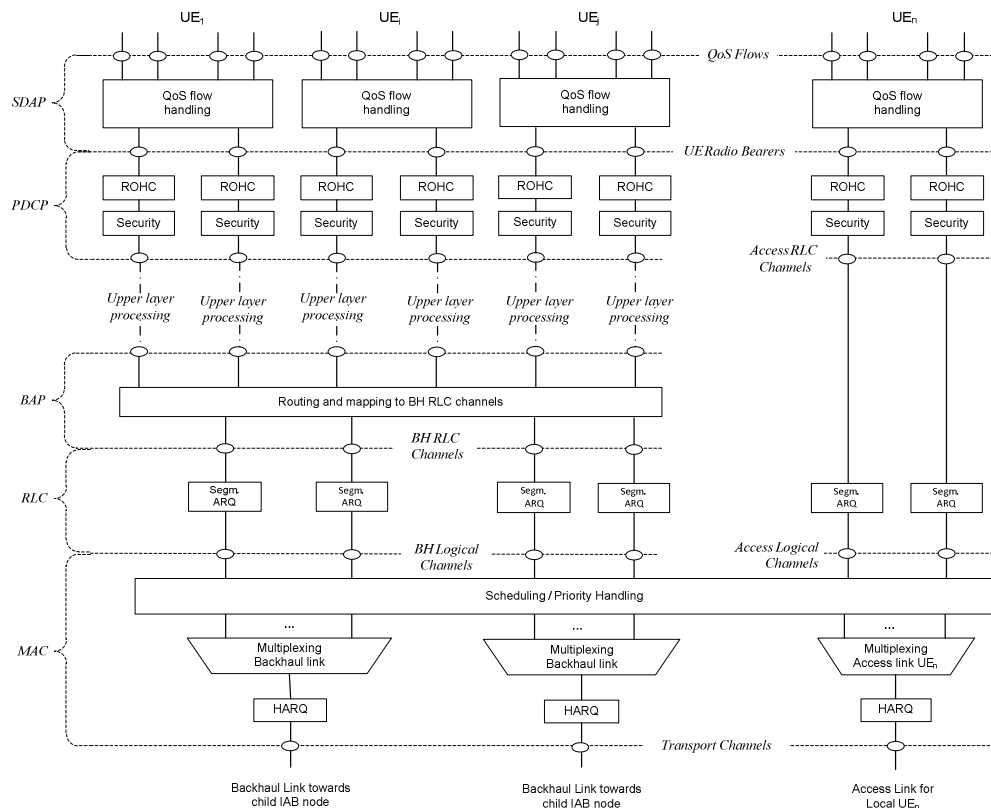 UE1 UEi UEj UEn
QoS Flows
SDAP
QoS flow handling
QoS flow handling
QoS flow handling
QoS flow handling
UE Radio Bearers
PDCP
ROHC ROHC ROHC ROHC ROHC ROHC ROHC ROHC
Security Security Security Security Security Security Security Security
Access RLC
Channels
Upper layer
processing
Upper layer
processing
Upper layer
processing
Upper layer
processing
Upper layer
processing
Upper layer
processing
BAP
Routing and mapping to BH RLC channels
BH RLC
Channels
RLC
Segm.
ARQ
Segm.
ARQ
Segm.
ARQ
Segm.
ARQ
Segm.
ARQ
Segm.
ARQ
BH Logical
Channels
Access Logical
Channels
Scheduling / Priority Handling
MAC
... ... ...
Multiplexing
Backhaul link
Multiplexing
Backhaul link
Multiplexing
Access link UEn
HARQ HARQ HARQ
Transport Channels
Backhaul Link towards
child IAB node
Backhaul Link towards
child IAB node
Access Link for
Local UEn